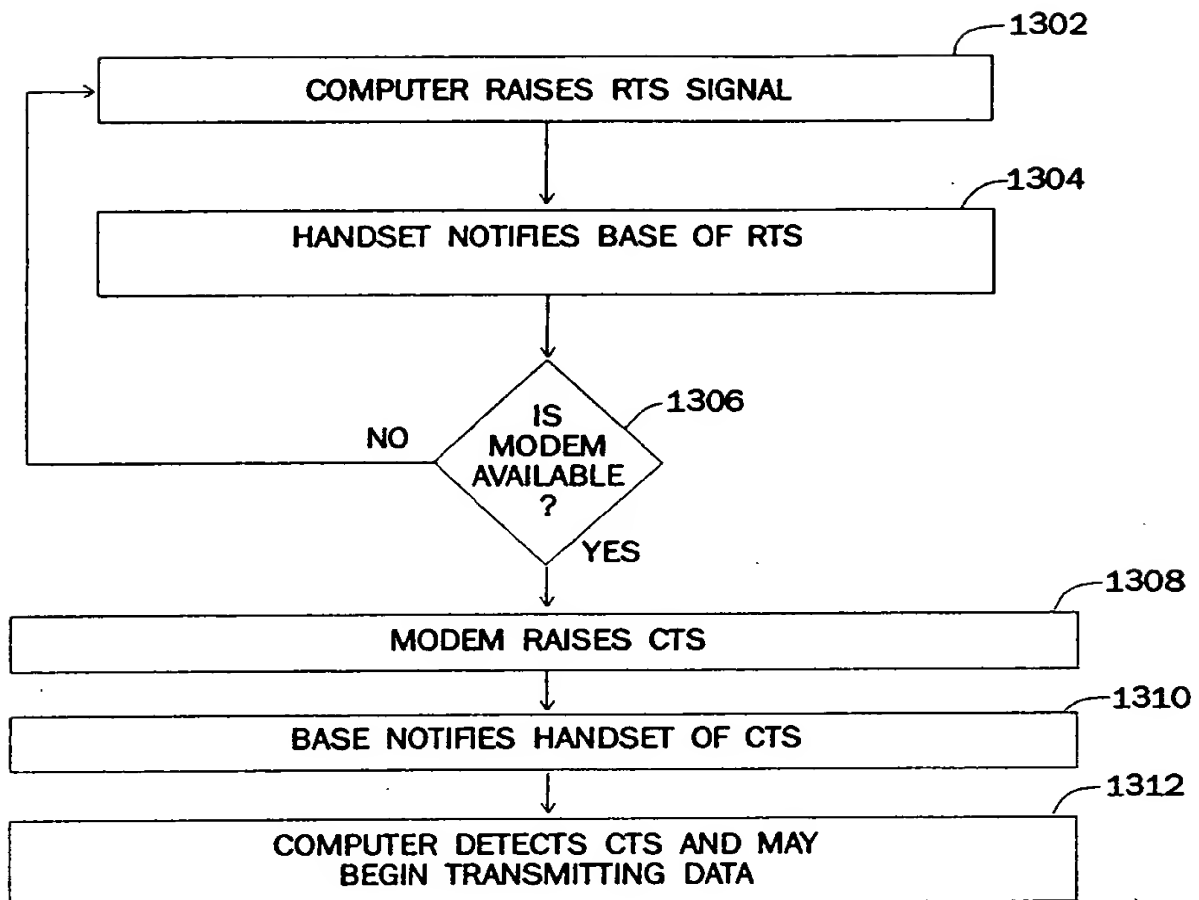 1302
COMPUTER RAISES RTS SIGNAL
1304
HANDSET NOTIFIES BASE OF RTS
1306
IS
MODEM
AVAILABLE
?
NO
YES
1308
MODEM RAISES CTS
1310
BASE NOTIFIES HANDSET OF CTS
1312
COMPUTER DETECTS CTS AND MAY
BEGIN TRANSMITTING DATA